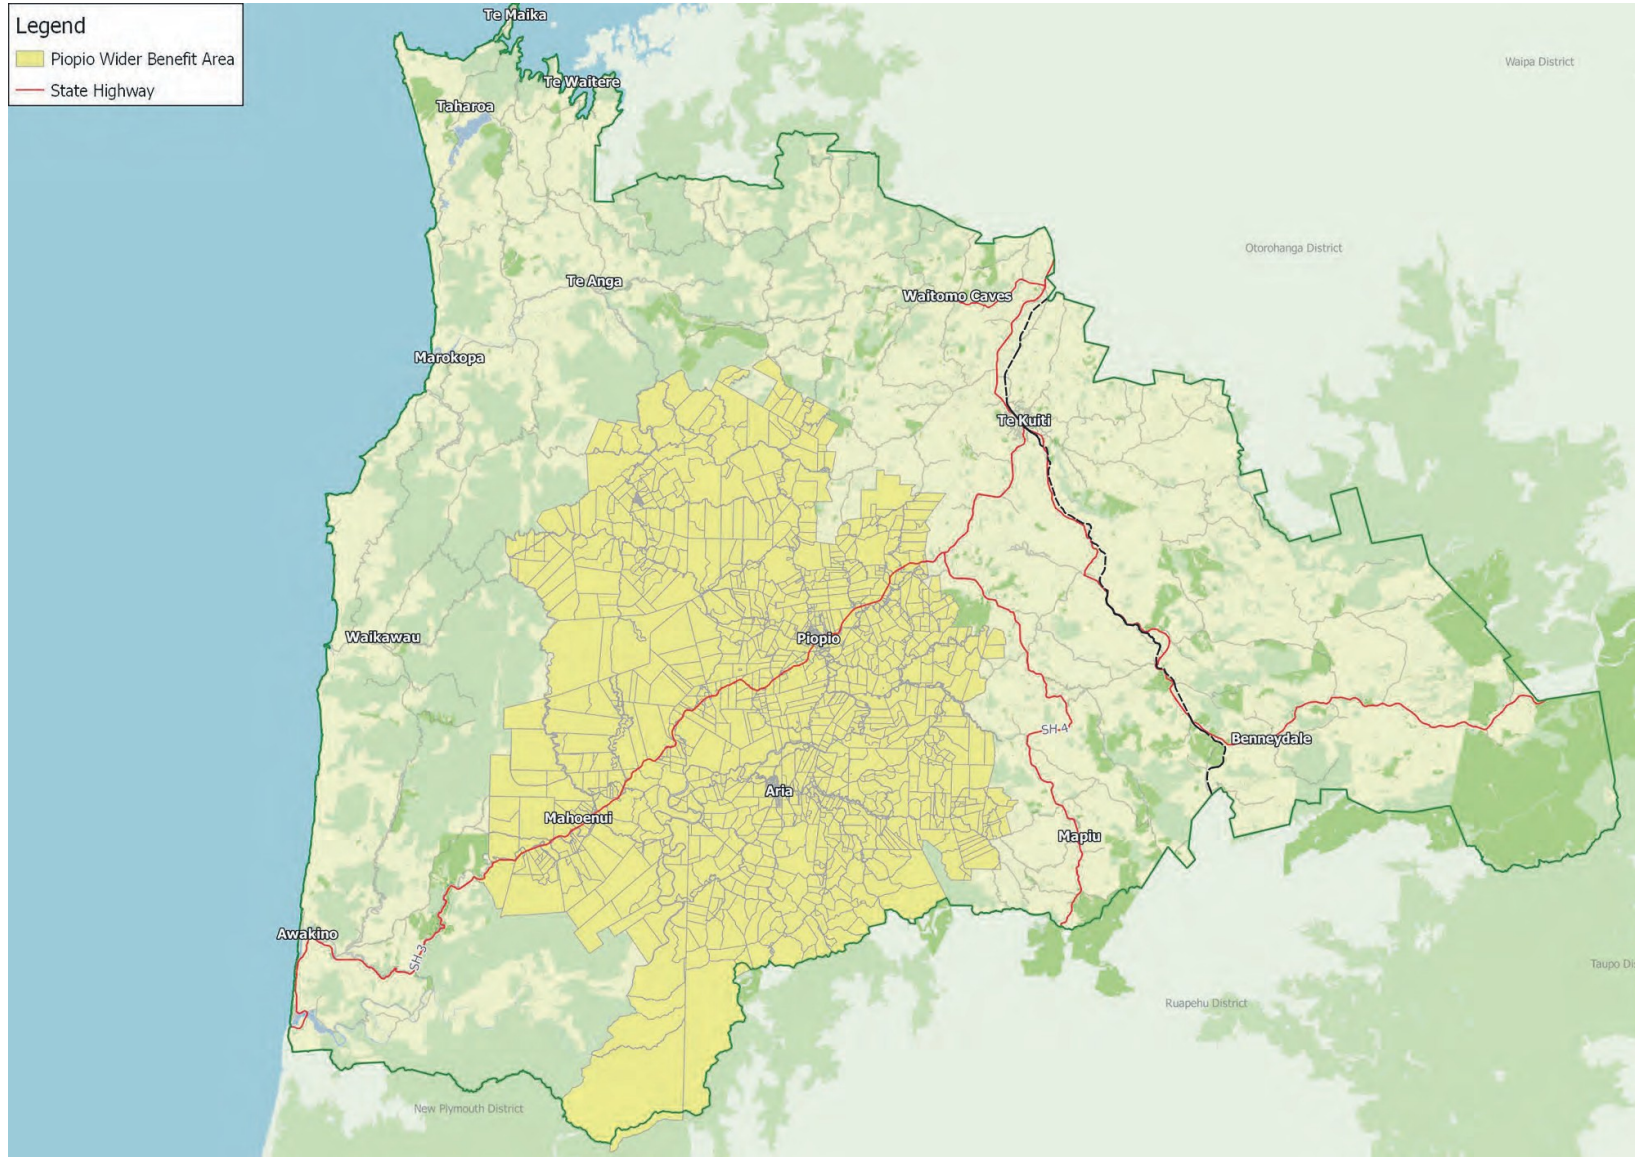 Legend
Piopio Wider Benefit Area
State Highway
Te Maika
Waipa District
Te Waitere
Taharoa
Otorohanga District
Te Anga
Waitomo Caves
Marokopa
Te Kuiti
Waikawau
Piopio
SH 4
Benneydale
Aria
Mahoenui
Mapiu
Awakino
SH 3
Taupo Di
Ruapehu District
New Plymouth District